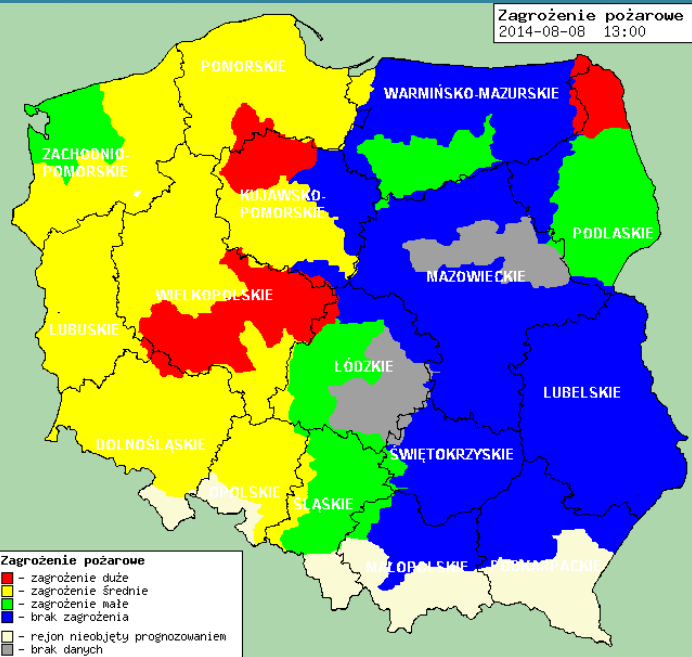 Zagrożenie pożarowe
2014-08-08 13:00
POMORSKIE
WARMIŃSKO-MAZURSKIE
ZACHODNIO-
POMORSKIE
KUJAWSKO-
POMORSKIE
PODLASKIE
MAZOWIECKIE
WIELKOPOLSKIE
LUBUSKIE
ŁÓDZKIE
LUBELSKIE
DOLNOŚLĄSKIE
ŚWIĘTOKRZYSKIE
OPOLSKIE
ŚLĄSKIE
MAŁOPOLSKIE
PODKARPACKIE
Zagrożenie pożarowe
- zagrożenie duże
- zagrożenie średnie
- zagrożenie małe
- brak zagrożenia
- rejon nieobjęty prognozowaniem
- brak danych